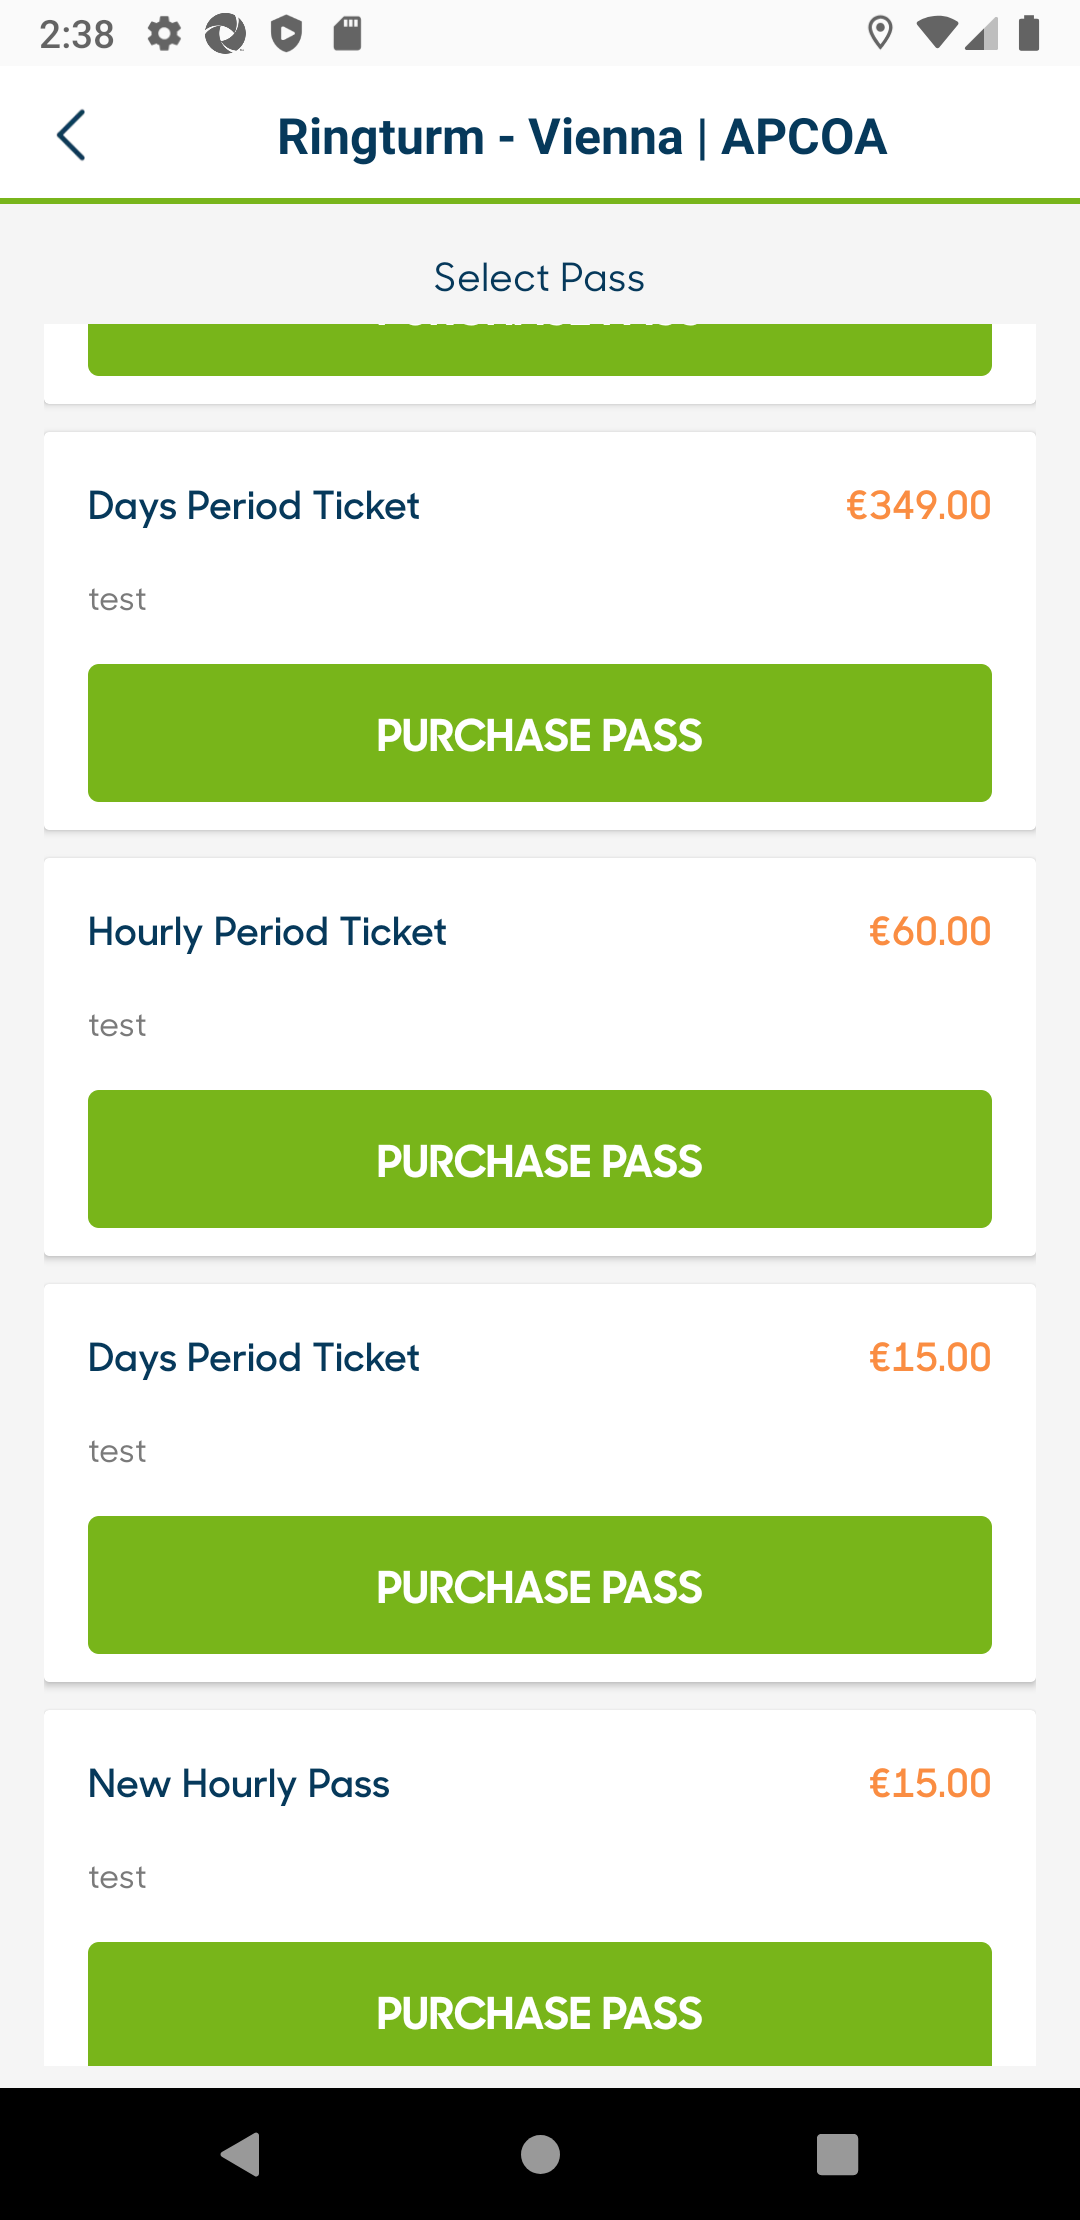 2:38
Ringturm - Vienna | APCOA
Select Pass
Days Period Ticket €349.00
test
PURCHASE PASS
Hourly Period Ticket €60.00
test
PURCHASE PASS
Days Period Ticket €15.00
test
PURCHASE PASS
New Hourly Pass €15.00
test
PURCHASE PASS